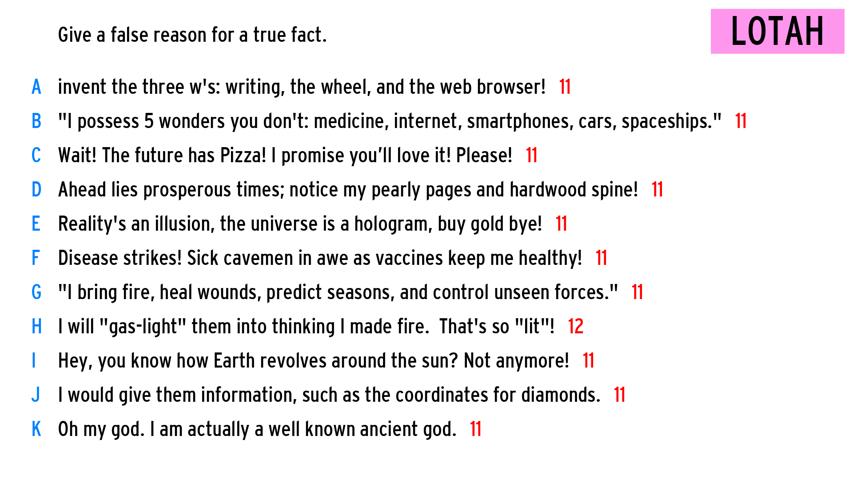 Give a false reason for a true fact.
LOTAH
A invent the three w's: writing, the wheel, and the web browser! 11
B "I possess 5 wonders you don't: medicine, internet, smartphones, cars, spaceships." 11
C Wait! The future has Pizza! I promise you’ll love it! Please! 11
D Ahead lies prosperous times; notice my pearly pages and hardwood spine! 11
E Reality's an illusion, the universe is a hologram, buy gold bye! 11
F Disease strikes! Sick cavemen in awe as vaccines keep me healthy! 11
G "I bring fire, heal wounds, predict seasons, and control unseen forces." 11
H I will "gas-light" them into thinking I made fire.  That's so "lit"! 12
I Hey, you know how Earth revolves around the sun? Not anymore! 11
J I would give them information, such as the coordinates for diamonds. 11
K Oh my god. I am actually a well known ancient god. 11